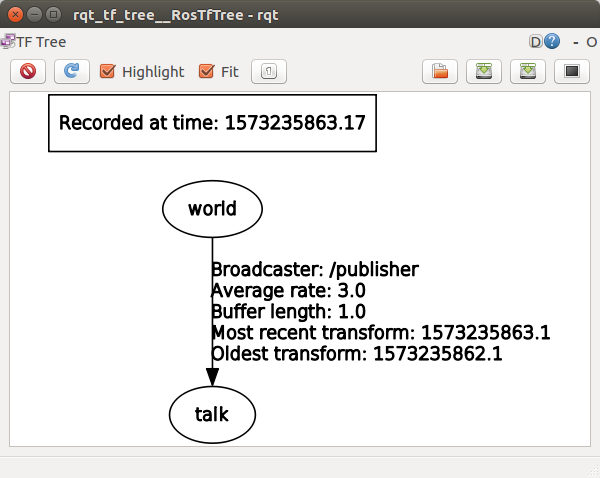 rqt_tf_tree__RosTfTree - rqt
TF Tree
D ? - O
Highlight
Fit
Recorded at time: 1573235863.17
world
Broadcaster: /publisher
Average rate: 3.0
Buffer length: 1.0
Most recent transform: 1573235863.1
Oldest transform: 1573235862.1
talk